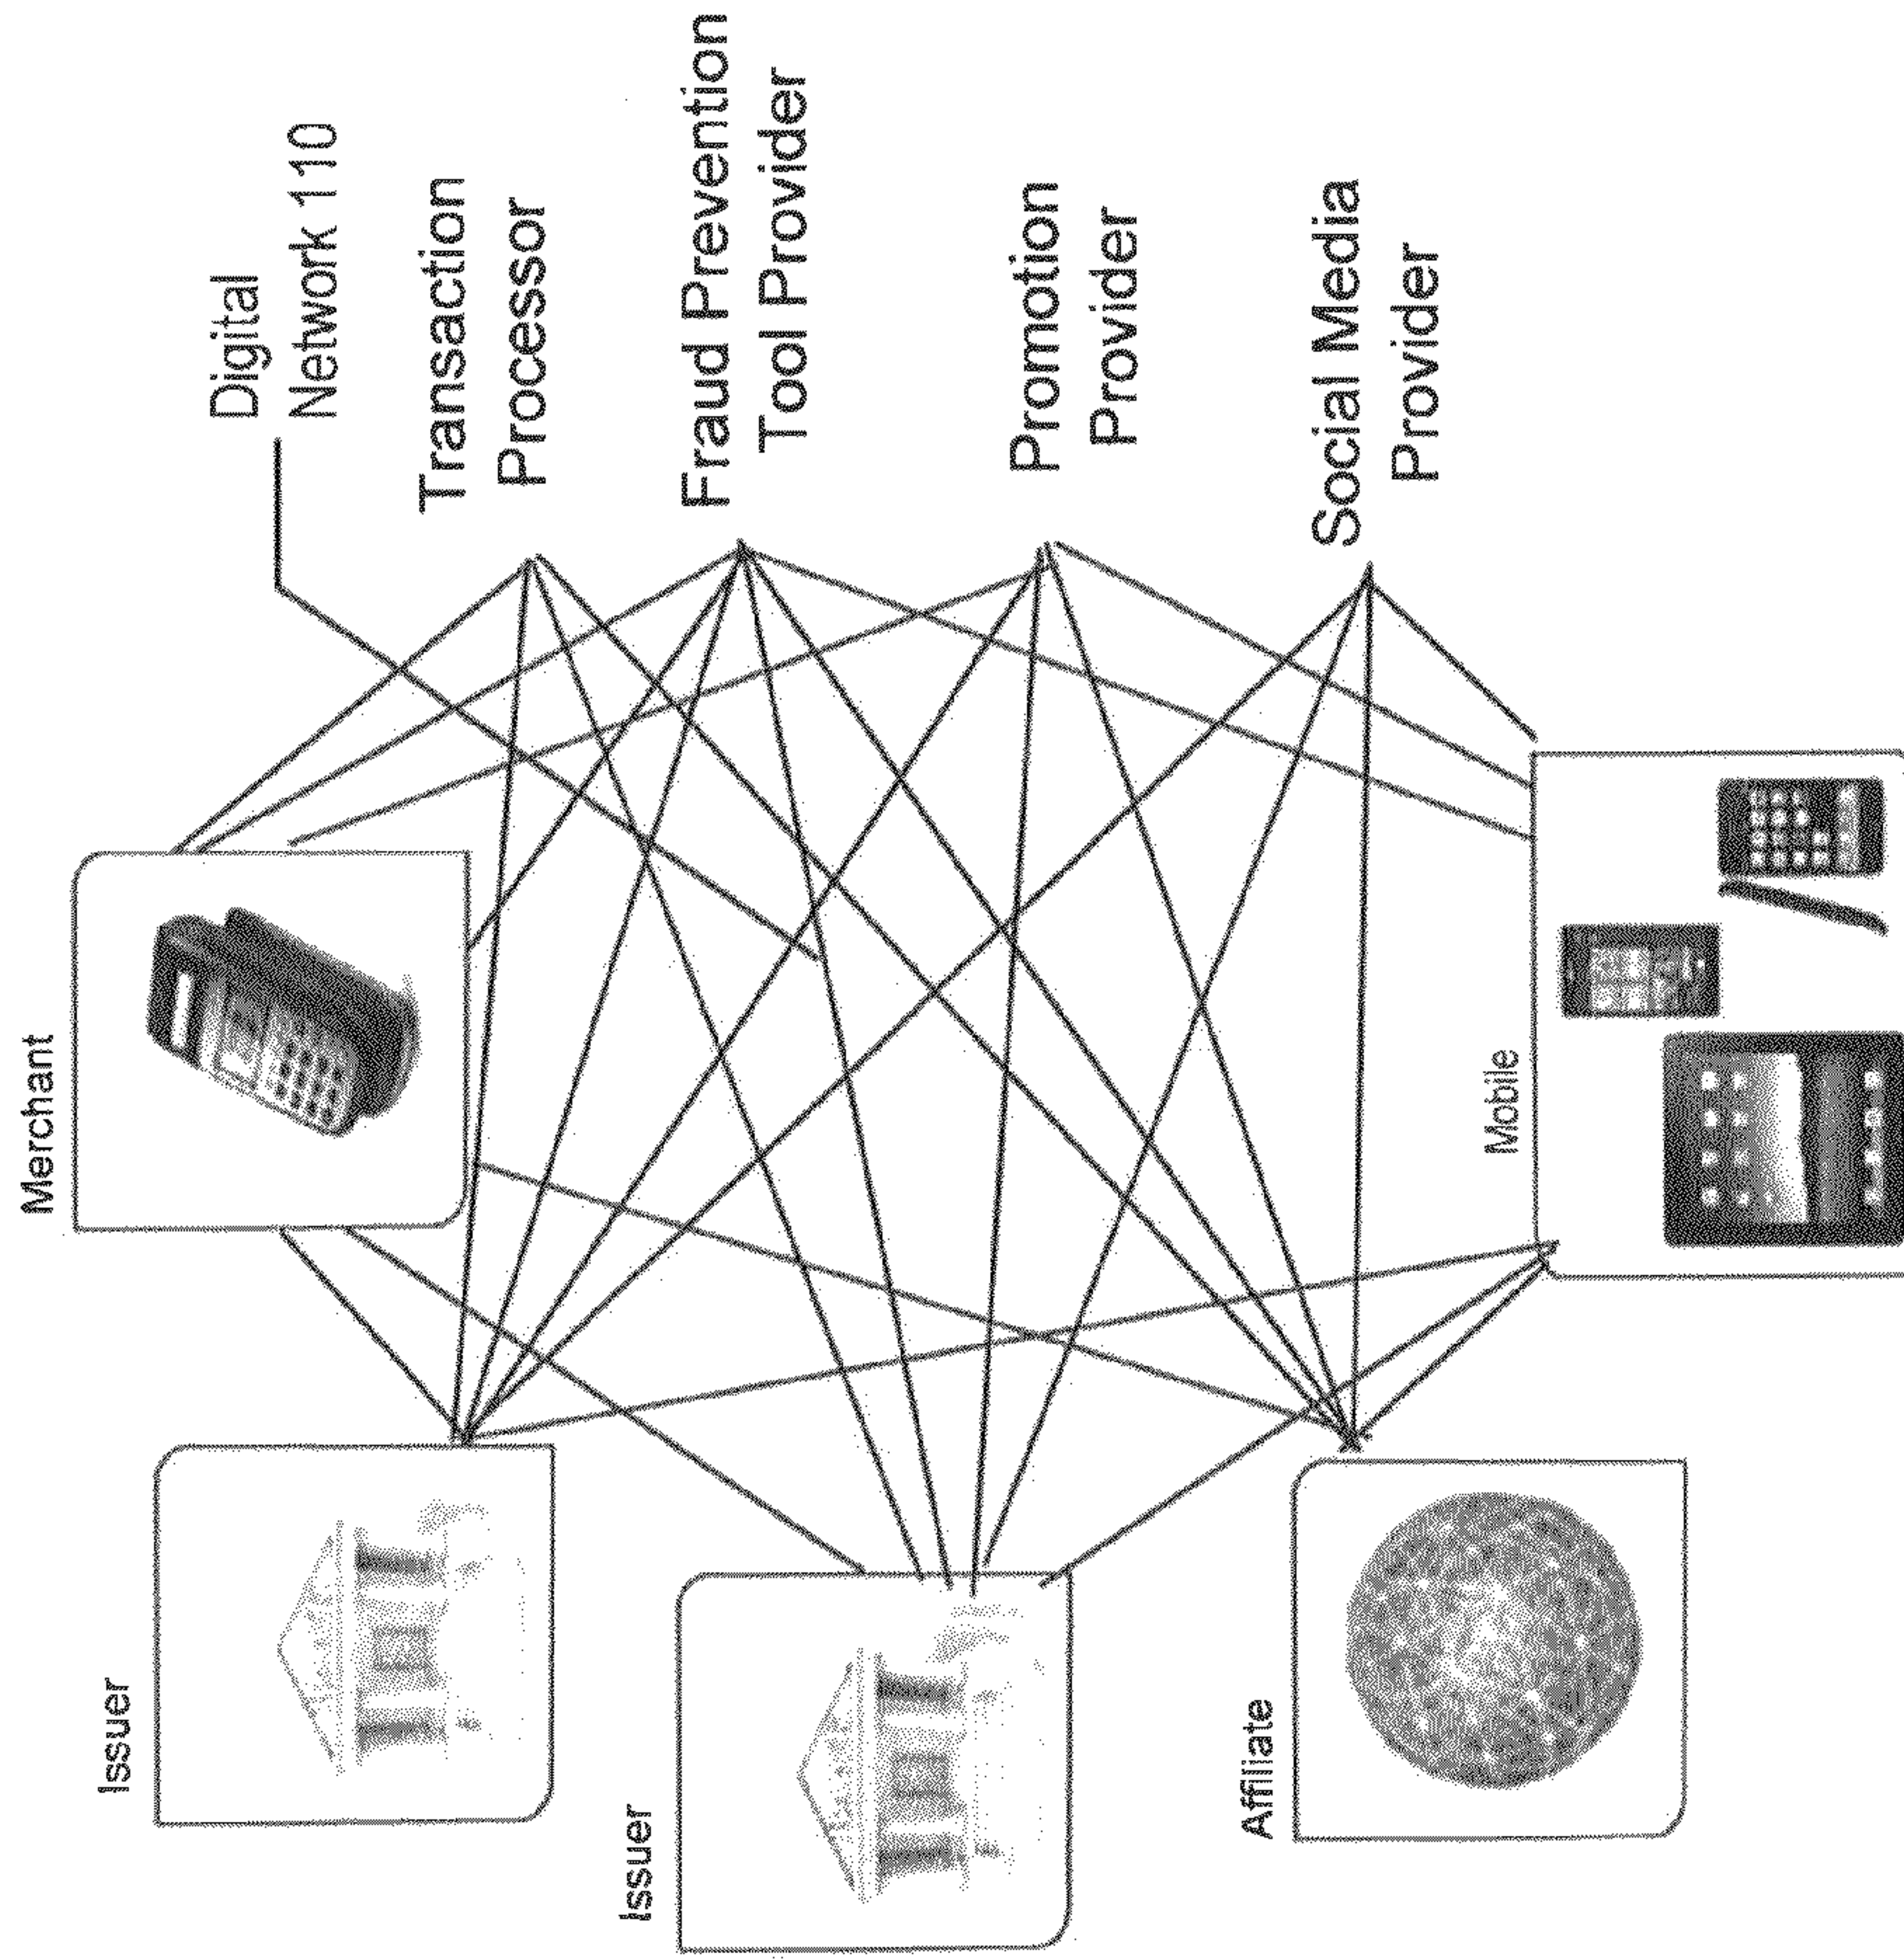 Merchant
Digital
Network 110
Transaction
Processor
Fraud Prevention
Tool Provider
Promotion
Provider
Social Media
Provider
Issuer
Issuer
Affiliate
Mobile